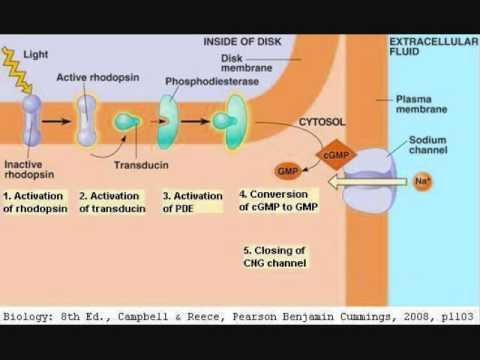 INSIDE OF DISK
EXTRACELLULAR
FLUID
Light
Disk
membrane
Active rhodopsin
Phosphodiesterase
Plasma
membrane
CYTOSOL
Sodium
channel
Inactive
rhodopsin
Transducin
cGMP
GMP
Na+
1. Activation
of rhodopsin
2. Activation
of transducin
3. Activation
of PDE
4. Conversion
of cGMP to GMP
5. Closing of
CNG channel
Biology: 8th Ed., Campbell & Reece, Pearson Benjamin Cummings, 2008, p1103